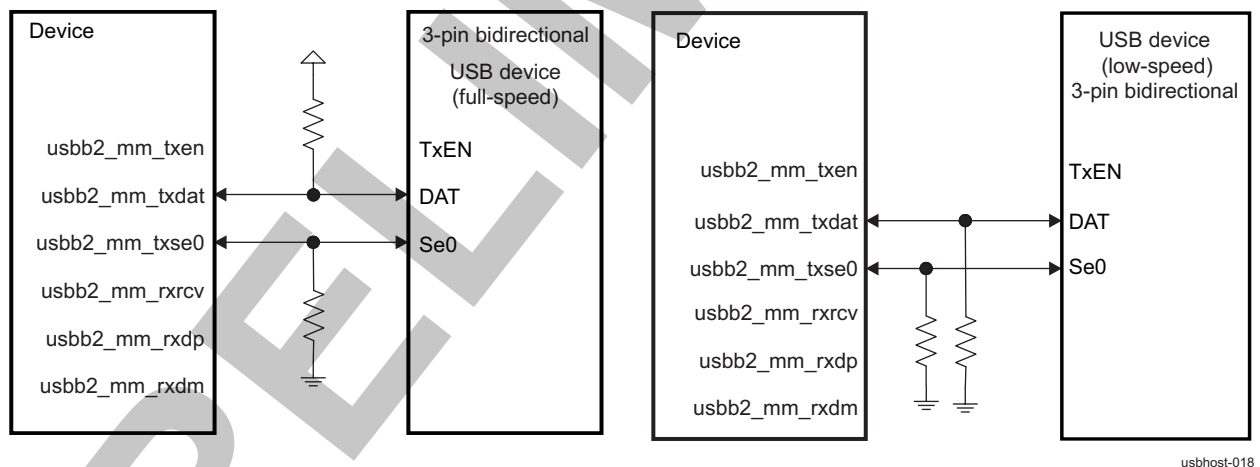 Device
usbb2_mm_txen
usbb2_mm_txdat
usbb2_mm_txse0
usbb2_mm_rxrcv
usbb2_mm_rxdp
usbb2_mm_rxdm
3-pin bidirectional
USB device
(full-speed)
TxEN
DAT
Se0
Device
usbb2_mm_txen
usbb2_mm_txdat
usbb2_mm_txse0
usbb2_mm_rxrcv
usbb2_mm_rxdp
usbb2_mm_rxdm
USB device
(low-speed)
3-pin bidirectional
TxEN
DAT
Se0
usbhost-018
PELIM